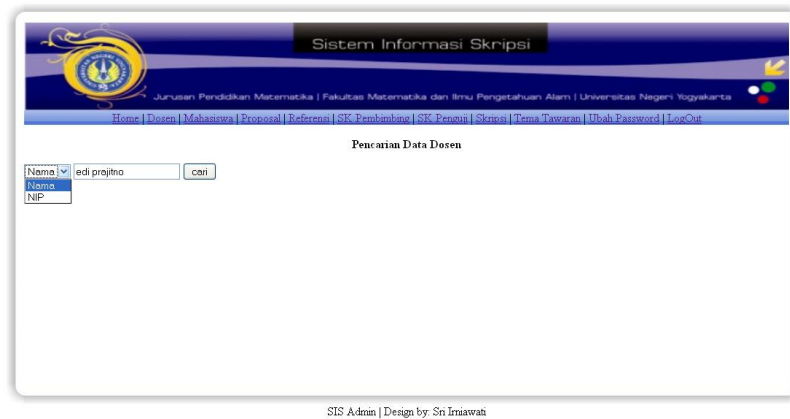 Sistem Informasi Skripsi
Jurusan Pendidikan Matematika | Fakultas Matematika dan Ilmu Pengetahuan Alam | Universitas Negeri Yogyakarta
Home | Dosen | Mahasiswa | Proposal | Referensi | SK Pembimbing | SK Penguji | Skripsi | Tema Tawaran | Ubah Password | LogOut
Pencarian Data Dosen
Nama edi prajitno cari
Nama
NIP
SIS Admin | Design by: Sri Irniawati